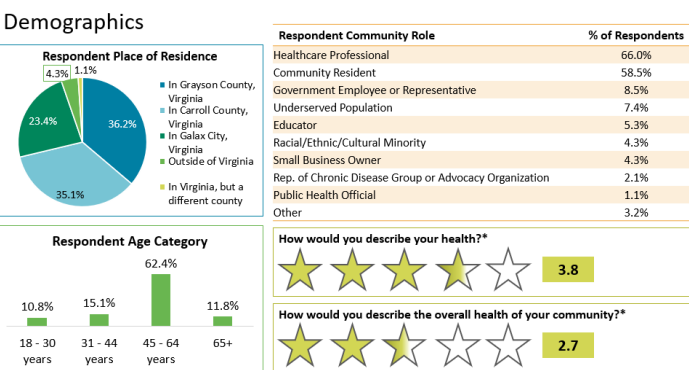 Demographics
Respondent Place of Residence
4.3%
1.1%
36.2%
23.4%
35.1%
In Grayson County,
Virginia
In Carroll County,
Virginia
In Galax City,
Virginia
Outside of Virginia
In Virginia, but a
different county
Respondent Age Category
10.8%
15.1%
62.4%
11.8%
18 - 30
years
31 - 44
years
45 - 64
years
65+
Respondent Community Role % of Respondents
Healthcare Professional 66.0%
Community Resident 58.5%
Government Employee or Representative 8.5%
Underserved Population 7.4%
Educator 5.3%
Racial/Ethnic/Cultural Minority 4.3%
Small Business Owner 4.3%
Rep. of Chronic Disease Group or Advocacy Organization 2.1%
Public Health Official 1.1%
Other 3.2%
How would you describe your health?*
3.8
How would you describe the overall health of your community?*
2.7